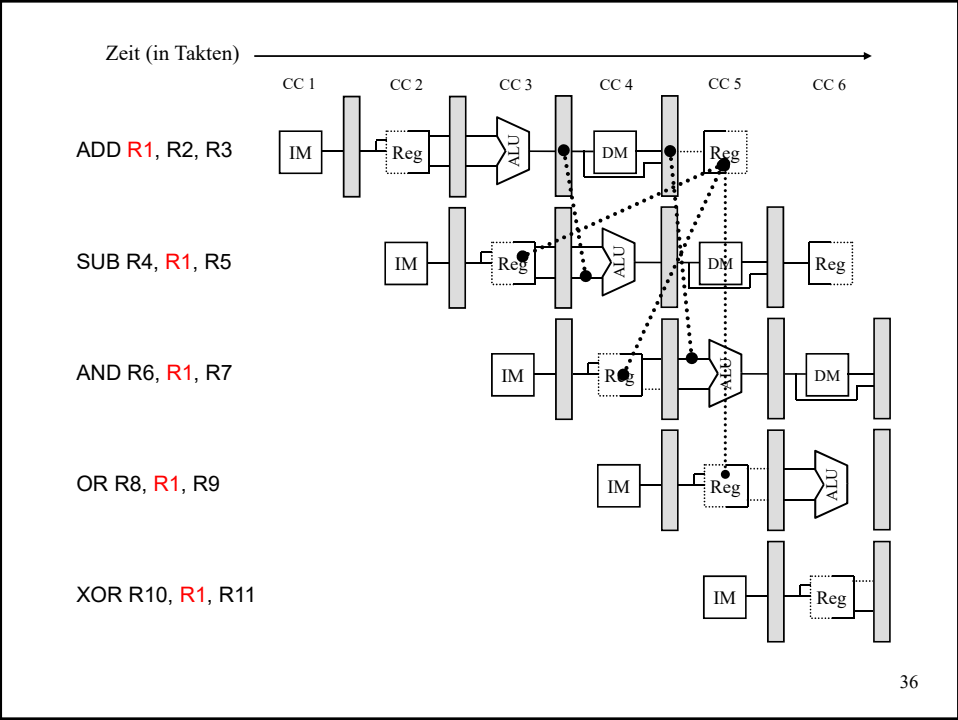 Zeit (in Takten)
CC 1 CC 2 CC 3 CC 4 CC 5 CC 6
ADD R1, R2, R3 IM Reg ALU DM Reg
SUB R4, R1, R5 IM Reg ALU DM Reg
AND R6, R1, R7 IM Reg ALU DM
OR R8, R1, R9 IM Reg ALU
XOR R10, R1, R11 IM Reg
36